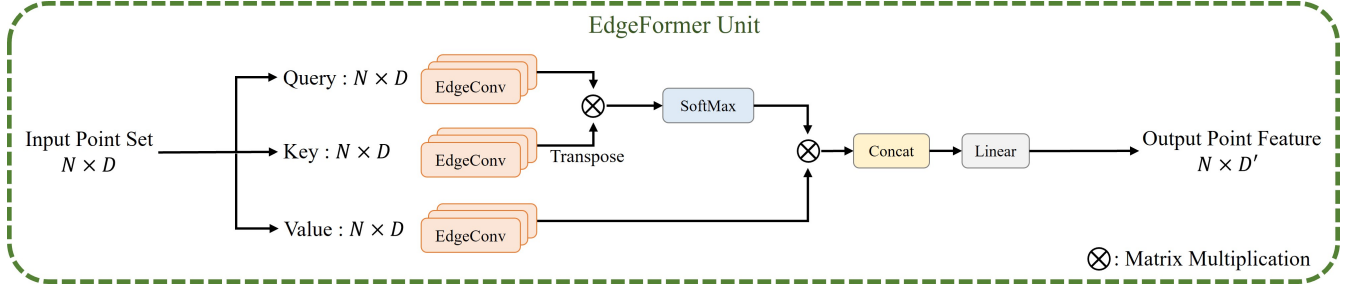 EdgeFormer Unit
Query : N × D
EdgeConv
SoftMax
Input Point Set
N × D
Key : N × D
EdgeConv
Transpose
Concat
Linear
Output Point Feature
N × D′
Value : N × D
EdgeConv
⊗: Matrix Multiplication